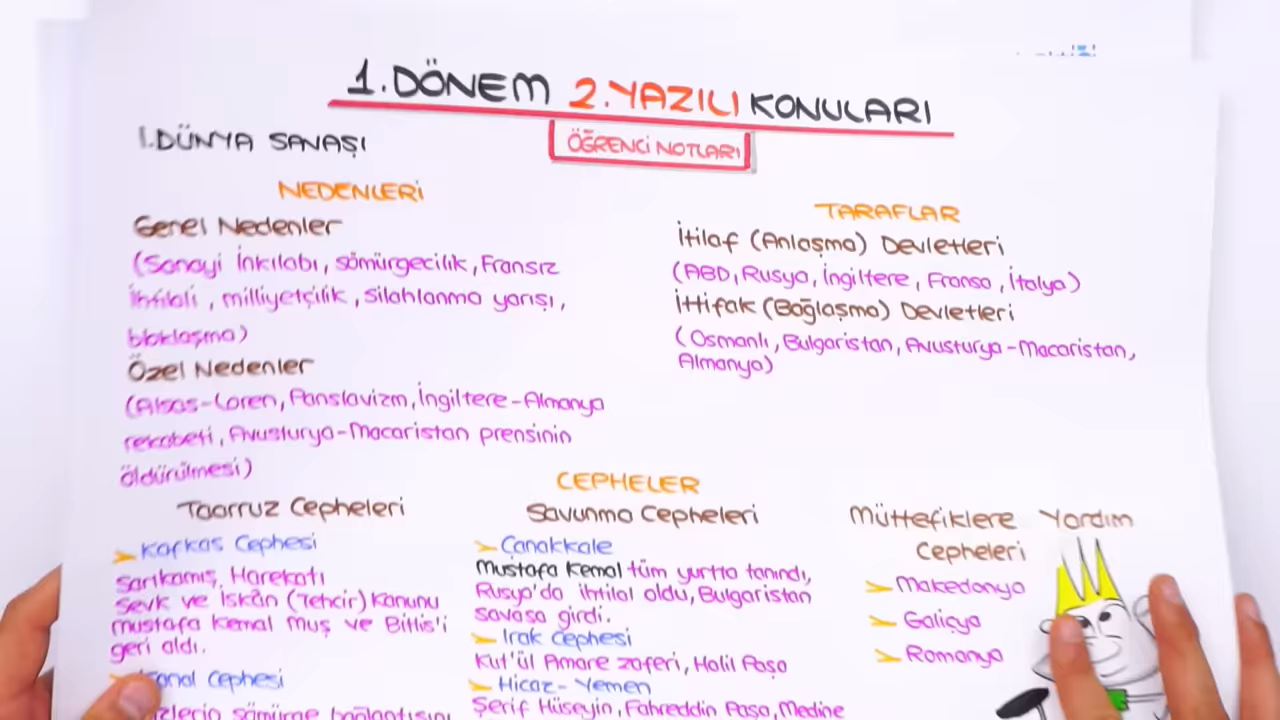 1.DÖNEM 2.YAZILI KONULARI
ÖĞRENCİ NOTLARI
I.DÜNYA SAVAŞI
NEDENLERİ
Genel Nedenler
(Sanayi İnkılabı, sömürgecilik, Fransız
İhtilali, milliyetçilik, silahlanma yarışı,
bloklaşma)
Özel Nedenler
(Alsas-Loren, Panslavizm, İngiltere-Almanya
rekabeti, Avusturya-Macaristan prensinin
öldürülmesi)
TARAFLAR
İtilaf (Anlaşma) Devletleri
(ABD, Rusya, İngiltere, Fransa, İtalya)
İttifak (Bağlaşma) Devletleri
(Osmanlı, Bulgaristan, Avusturya-Macaristan,
Almanya)
CEPHELER
Taarruz Cepheleri
➤ Kafkas Cephesi
Sarıkamış Harekatı
Sevk ve İskân (Tehcir) Kanunu
Mustafa Kemal Muş ve Bitlis'i
geri aldı.
Kanal Cephesi
sömürge bağlantısını
Savunma Cepheleri
➤ Çanakkale
Mustafa Kemal tüm yurtta tanındı,
Rusya'da ihtilal oldu, Bulgaristan
savaşa girdi.
➤ Irak Cephesi
Kut'ül Amare zaferi, Halil Paşa
➤ Hicaz-Yemen
Şerif Hüseyin, Fahreddin Paşa, Medine
Müttefiklere Yardım
Cepheleri
➤ Makedonya
➤ Galiçya
➤ Romanya